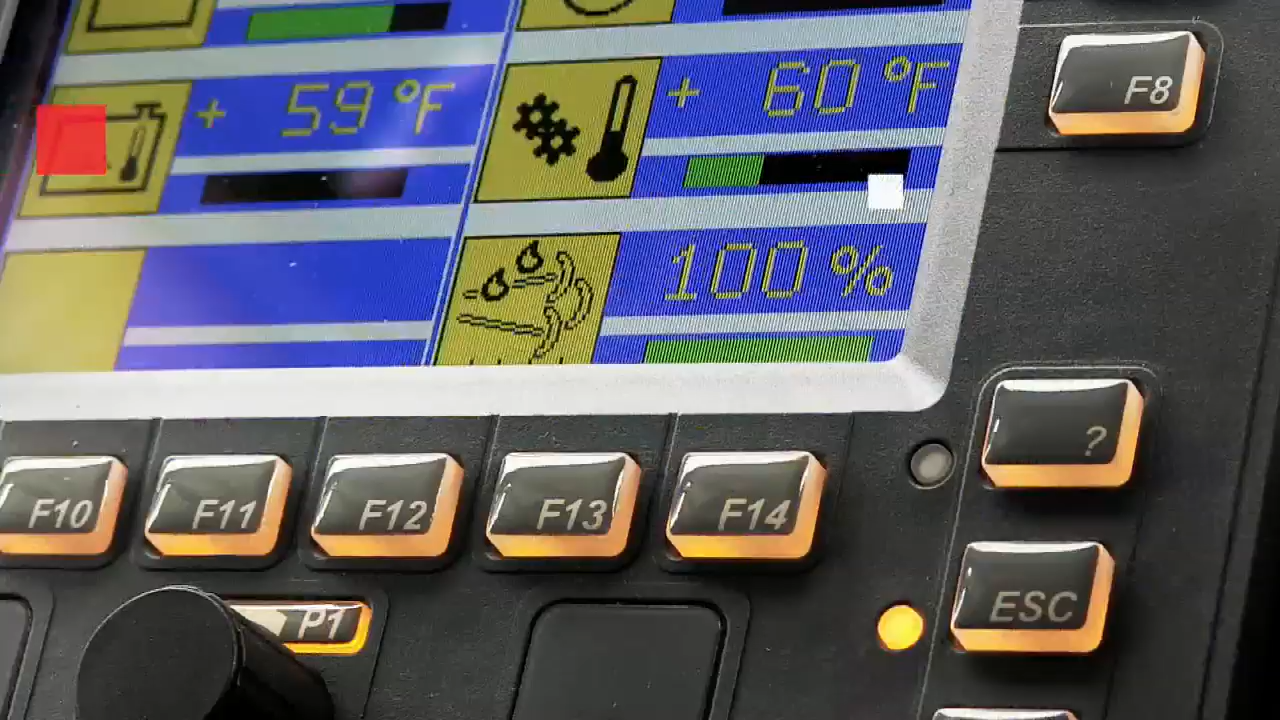 + 59 °F
+ 60 °F
100 %
F8
?
F10
F11
F12
F13
F14
ESC
P1